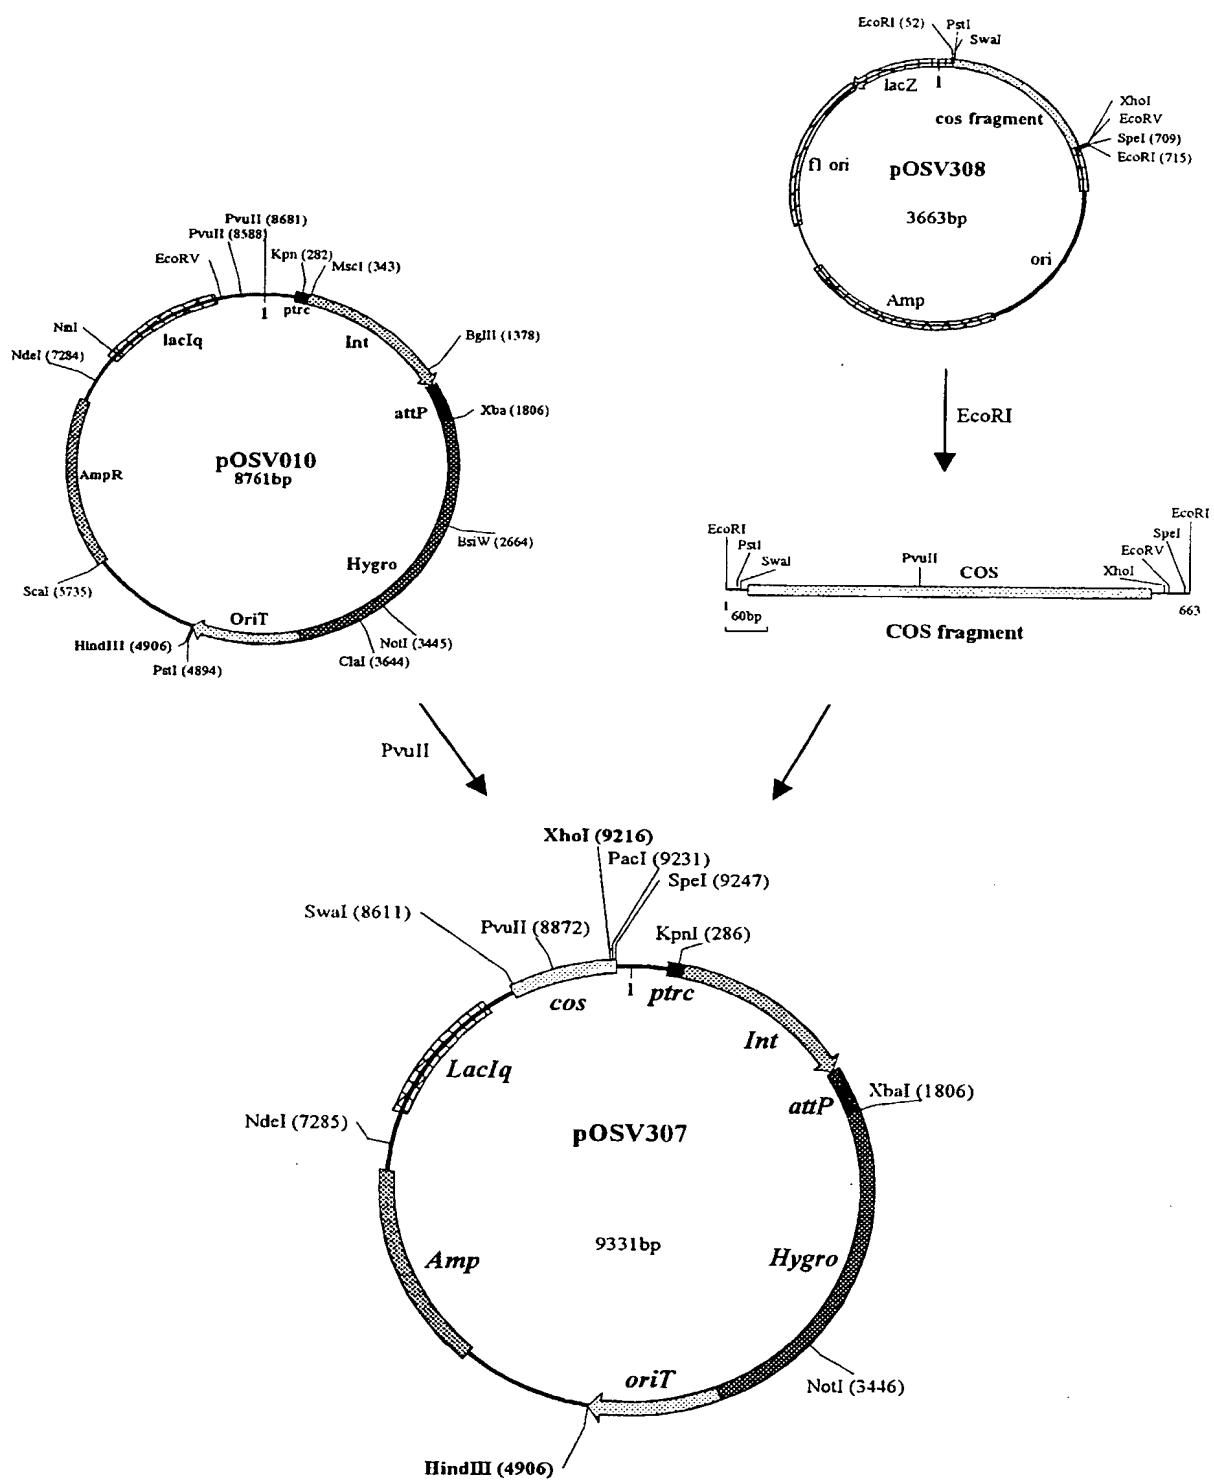 EcoRI (52)
PstI
SwaI
lacZ
1
cos fragment
XhoI
EcoRV
SpeI (709)
EcoRI (715)
f1 ori
pOSV308
3663bp
ori
Amp
PvuII (8681)
PvuII (8588)
EcoRV
Kpn (282)
MscI (343)
ptrc
1
lacIq
Int
BglII (1378)
NdeI (7284)
attP
Xba (1806)
pOSV010
8761bp
AmpR
BsiW (2664)
Hygro
ScaI (5735)
OriT
HindIII (4906)
PstI (4894)
NotI (3445)
ClaI (3644)
EcoRI
EcoRI
PstI
SwaI
PvuII
COS
XhoI
EcoRV
SpeI
EcoRI
1
60bp
663
COS fragment
PvuII
XhoI (9216)
PacI (9231)
SpeI (9247)
SwaI (8611)
PvuII (8872)
KpnI (286)
cos
1
ptrc
Int
LacIq
attP
XbaI (1806)
NdeI (7285)
pOSV307
9331bp
Amp
Hygro
oriT
NotI (3446)
HindIII (4906)